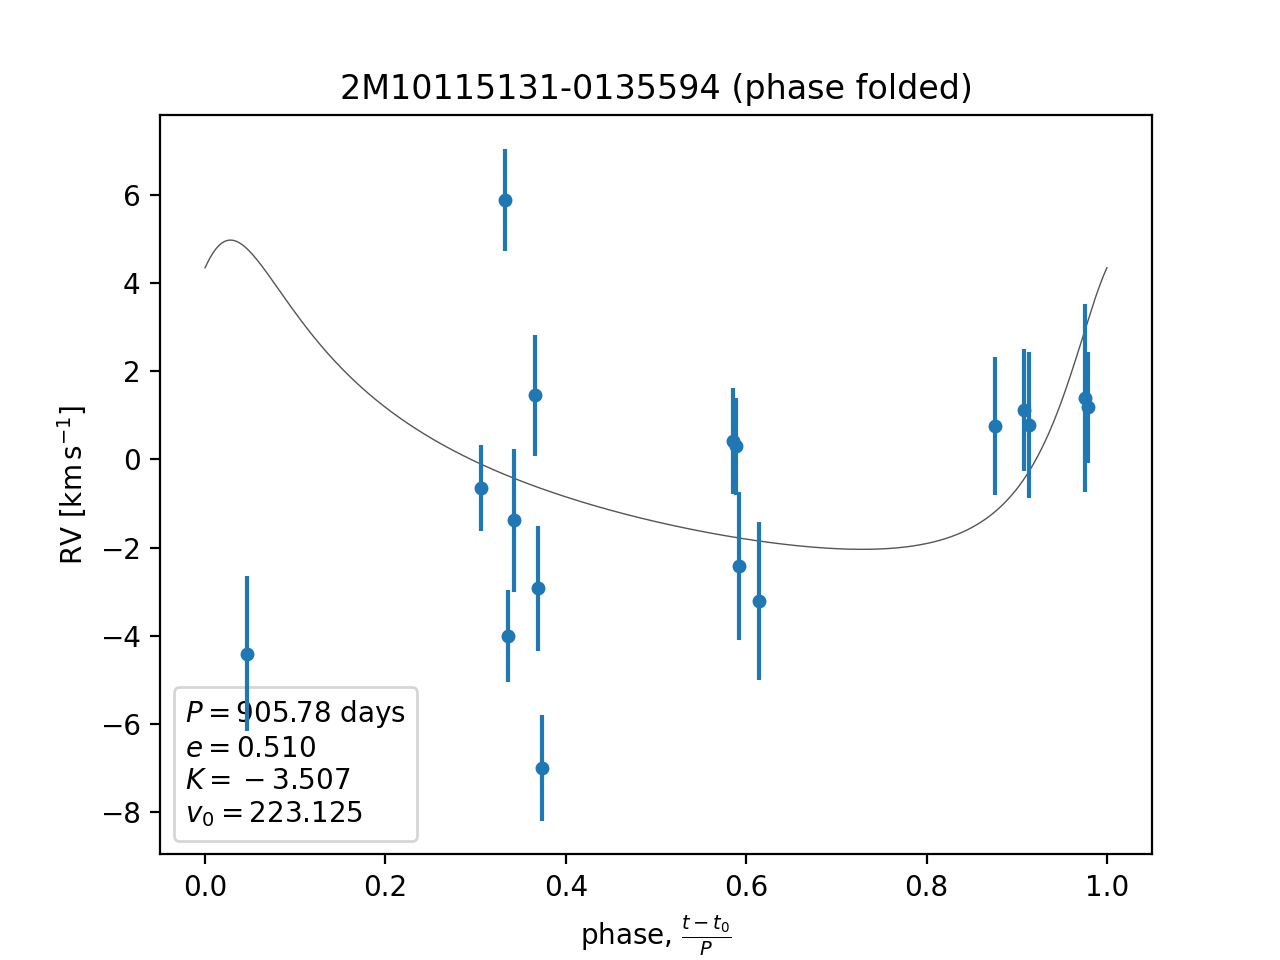 2M10115131-0135594 (phase folded)
RV [km s⁻¹]
6
4
2
0
−2
−4
−6
−8
P = 905.78 days
e = 0.510
K = −3.507
v₀ = 223.125
0.0 0.2 0.4 0.6 0.8 1.0
phase, (t − t₀)/P